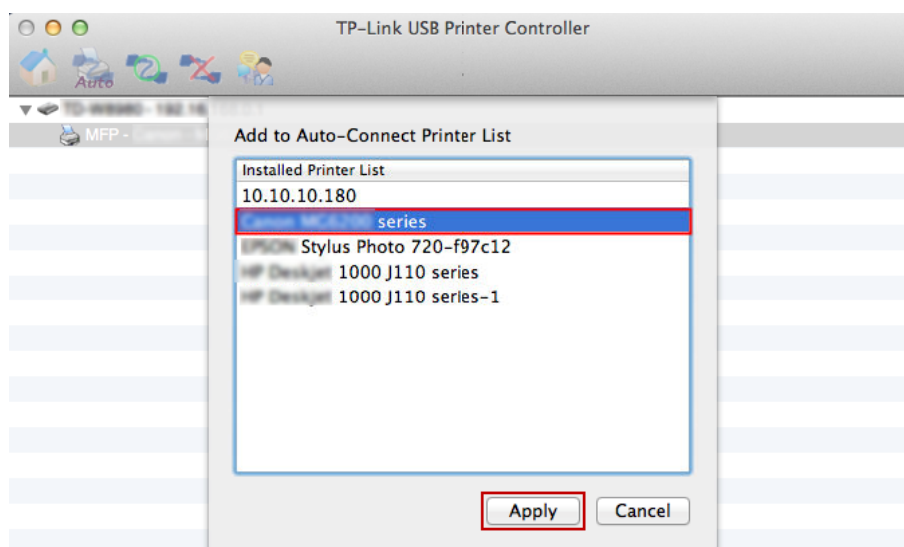 TP-Link USB Printer Controller
Auto
MFP -
Add to Auto-Connect Printer List
Installed Printer List
10.10.10.180
series
Stylus Photo 720-f97c12
1000 J110 series
1000 J110 series-1
Apply Cancel